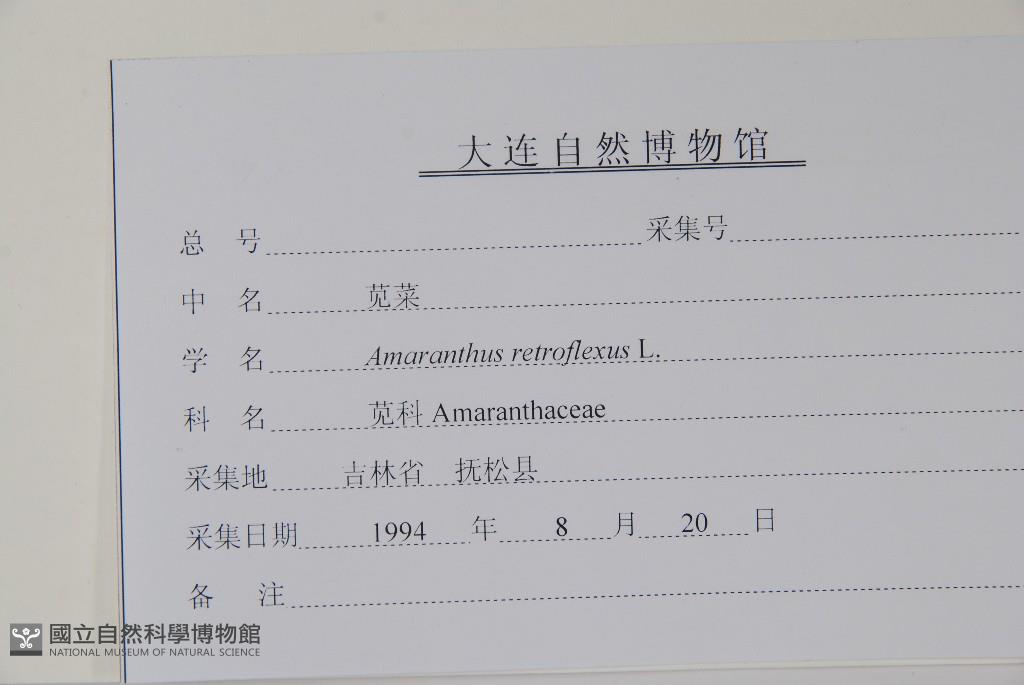 大连自然博物馆
总 号 采集号
中 名 苋菜
学 名 Amaranthus retroflexus L.
科 名 苋科 Amaranthaceae
采集地 吉林省 抚松县
采集日期 1994 年 8 月 20 日
备 注
國立自然科學博物館
NATIONAL MUSEUM OF NATURAL SCIENCE